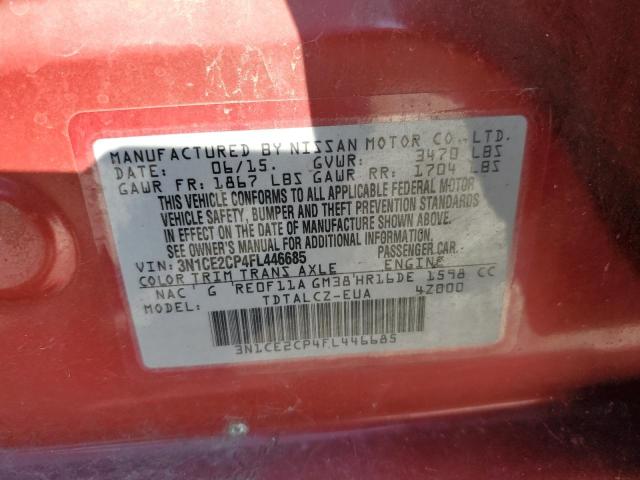 MANUFACTURED BY NISSAN MOTOR CO., LTD.
DATE: 06/15. GVWR: 3470 LBS
GAWR FR: 1867 LBS GAWR RR: 1704 LBS
THIS VEHICLE CONFORMS TO ALL APPLICABLE FEDERAL MOTOR
VEHICLE SAFETY, BUMPER AND THEFT PREVENTION STANDARDS
IN EFFECT ON THE DATE OF MANUFACTURE SHOWN ABOVE.
SEE OWNER'S MANUAL FOR ADDITIONAL INFORMATION.
VIN: 3N1CE2CP4FL446685 PASSENGER CAR
COLOR TRIM TRANS AXLE ENGINE
NAC G RE0F11A GM38 HR16DE 1598 CC
MODEL: TDTALCZ-EUA 4Z800
3N1CE2CP4FL446685